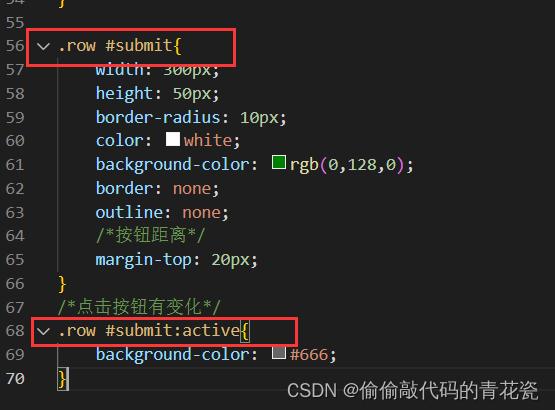 55
56 .row #submit{
57 width: 300px;
58 height: 50px;
59 border-radius: 10px;
60 color: white;
61 background-color: rgb(0,128,0);
62 border: none;
63 outline: none;
64 /*按钮距离*/
65 margin-top: 20px;
66 }
67 /*点击按钮有变化*/
68 .row #submit:active{
69 background-color: #666;
70 }
CSDN @偷偷敲代码的青花瓷